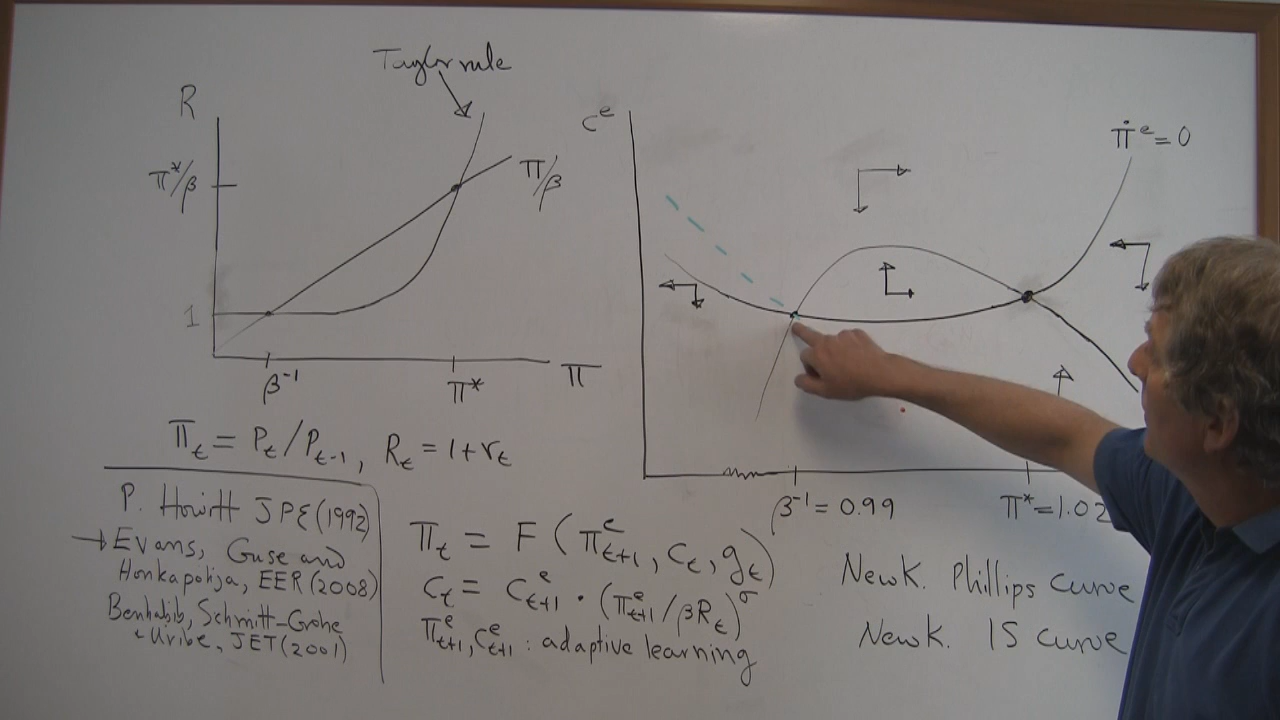 Taylor rule
R
π*/β
π/β
1
β⁻¹
π*
π
cᵉ
π̇ᵉ = 0
β⁻¹ = 0.99
π* = 1.02
πₜ = Pₜ/Pₜ₋₁, Rₜ = 1+rₜ
P. Howitt JPE (1992)
→ Evans, Guse and
Honkapohja, EER (2008)
Benhabib, Schmitt-Grohe
+ Uribe, JET (2001)
πₜ = F(πᵉₜ₊₁, cₜ, gₜ)
cₜ = cᵉₜ₊₁ · (πᵉₜ₊₁/βRₜ)^σ
πᵉₜ₊₁, cᵉₜ₊₁ : adaptive learning
New K. Phillips curve
New K. IS curve